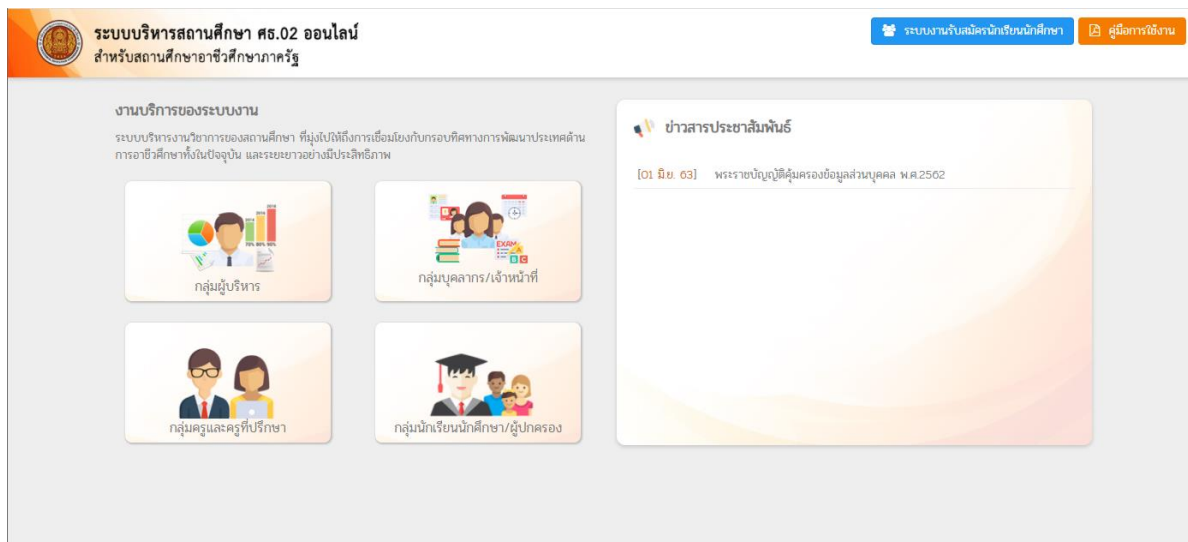 ระบบบริหารสถานศึกษา ศธ.02 ออนไลน์
สำหรับสถานศึกษาอาชีวศึกษาภาครัฐ
ระบบงานรับสมัครนักเรียนนักศึกษา
คู่มือการใช้งาน
งานบริการของระบบงาน
ระบบบริหารงานวิชาการของสถานศึกษา ที่มุ่งไปให้ถึงการเชื่อมโยงกับกรอบทิศทางการพัฒนาประเทศด้าน
การอาชีวศึกษาทั้งในปัจจุบัน และระยะยาวอย่างมีประสิทธิภาพ
กลุ่มผู้บริหาร
EXAM
A
B C
กลุ่มบุคลากร/เจ้าหน้าที่
กลุ่มครูและครูที่ปรึกษา
กลุ่มนักเรียนนักศึกษา/ผู้ปกครอง
ข่าวสารประชาสัมพันธ์
[01 มิ.ย. 63] พระราชบัญญัติคุ้มครองข้อมูลส่วนบุคคล พ.ศ.2562